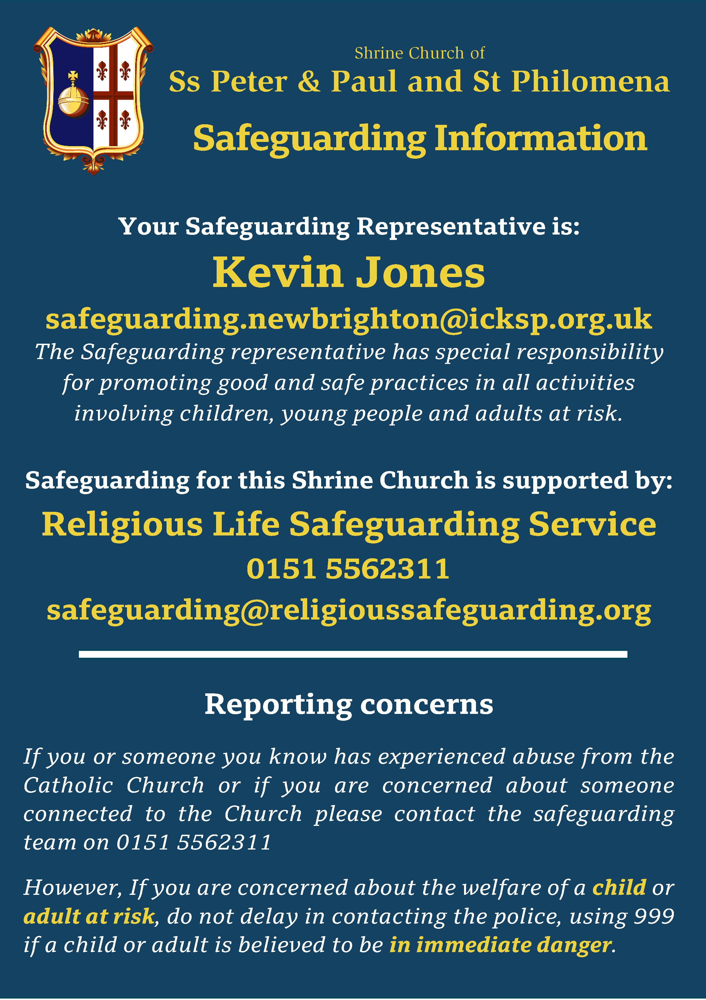 Shrine Church of
Ss Peter & Paul and St Philomena
Safeguarding Information
Your Safeguarding Representative is:
Kevin Jones
safeguarding.newbrighton@icksp.org.uk
The Safeguarding representative has special responsibility
for promoting good and safe practices in all activities
involving children, young people and adults at risk.
Safeguarding for this Shrine Church is supported by:
Religious Life Safeguarding Service
0151 5562311
safeguarding@religioussafeguarding.org
Reporting concerns
If you or someone you know has experienced abuse from the
Catholic Church or if you are concerned about someone
connected to the Church please contact the safeguarding
team on 0151 5562311
However, If you are concerned about the welfare of a child or
adult at risk, do not delay in contacting the police, using 999
if a child or adult is believed to be in immediate danger.